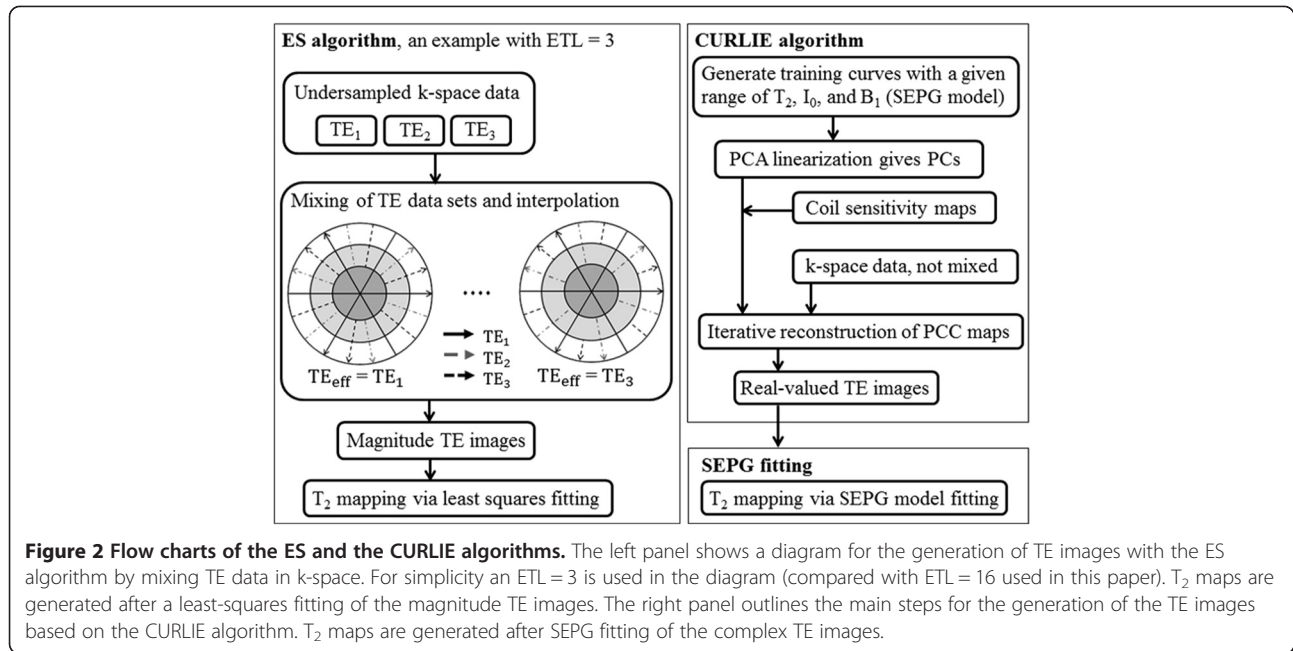 ES algorithm, an example with ETL = 3
Undersampled k-space data
TE₁ TE₂ TE₃
Mixing of TE data sets and interpolation
....
TE₁
TE₂
TE₃
TEeff = TE₁
TEeff = TE₃
Magnitude TE images
T₂ mapping via least squares fitting
CURLIE algorithm
Generate training curves with a given
range of T₂, I₀, and B₁ (SEPG model)
PCA linearization gives PCs
Coil sensitivity maps
k-space data, not mixed
Iterative reconstruction of PCC maps
Real-valued TE images
SEPG fitting
T₂ mapping via SEPG model fitting
Figure 2 Flow charts of the ES and the CURLIE algorithms. The left panel shows a diagram for the generation of TE images with the ES
algorithm by mixing TE data in k-space. For simplicity an ETL = 3 is used in the diagram (compared with ETL = 16 used in this paper). T₂ maps are
generated after a least-squares fitting of the magnitude TE images. The right panel outlines the main steps for the generation of the TE images
based on the CURLIE algorithm. T₂ maps are generated after SEPG fitting of the complex TE images.